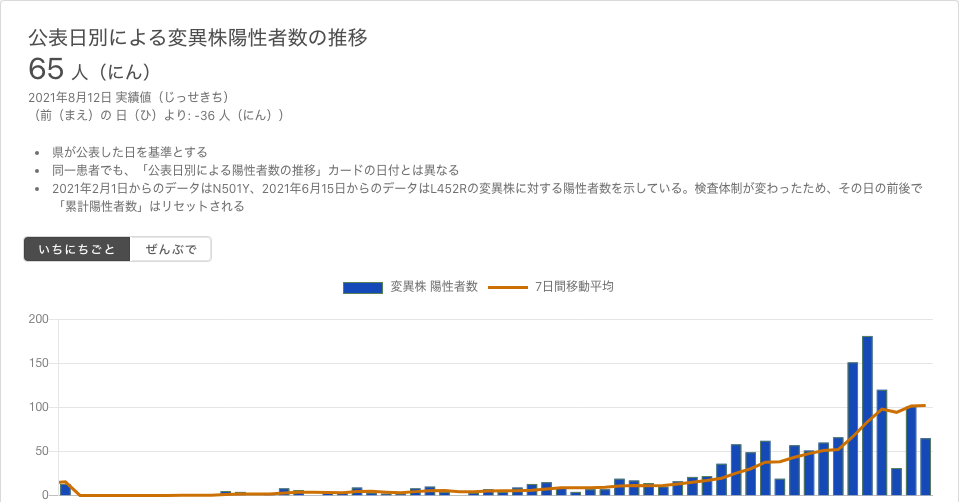 公表日別による変異株陽性者数の推移
65 人（にん）
2021年8月12日 実績値（じっせきち）
（前（まえ）の 日（ひ）より: -36 人（にん））
• 県が公表した日を基準とする
• 同一患者でも、「公表日別による陽性者数の推移」カードの日付とは異なる
• 2021年2月1日からのデータはN501Y、2021年6月15日からのデータはL452Rの変異株に対する陽性者数を示している。検査体制が変わったため、その日の前後で
「累計陽性者数」はリセットされる
いちにちごと ぜんぶで
変異株 陽性者数 7日間移動平均
200
150
100
50
0